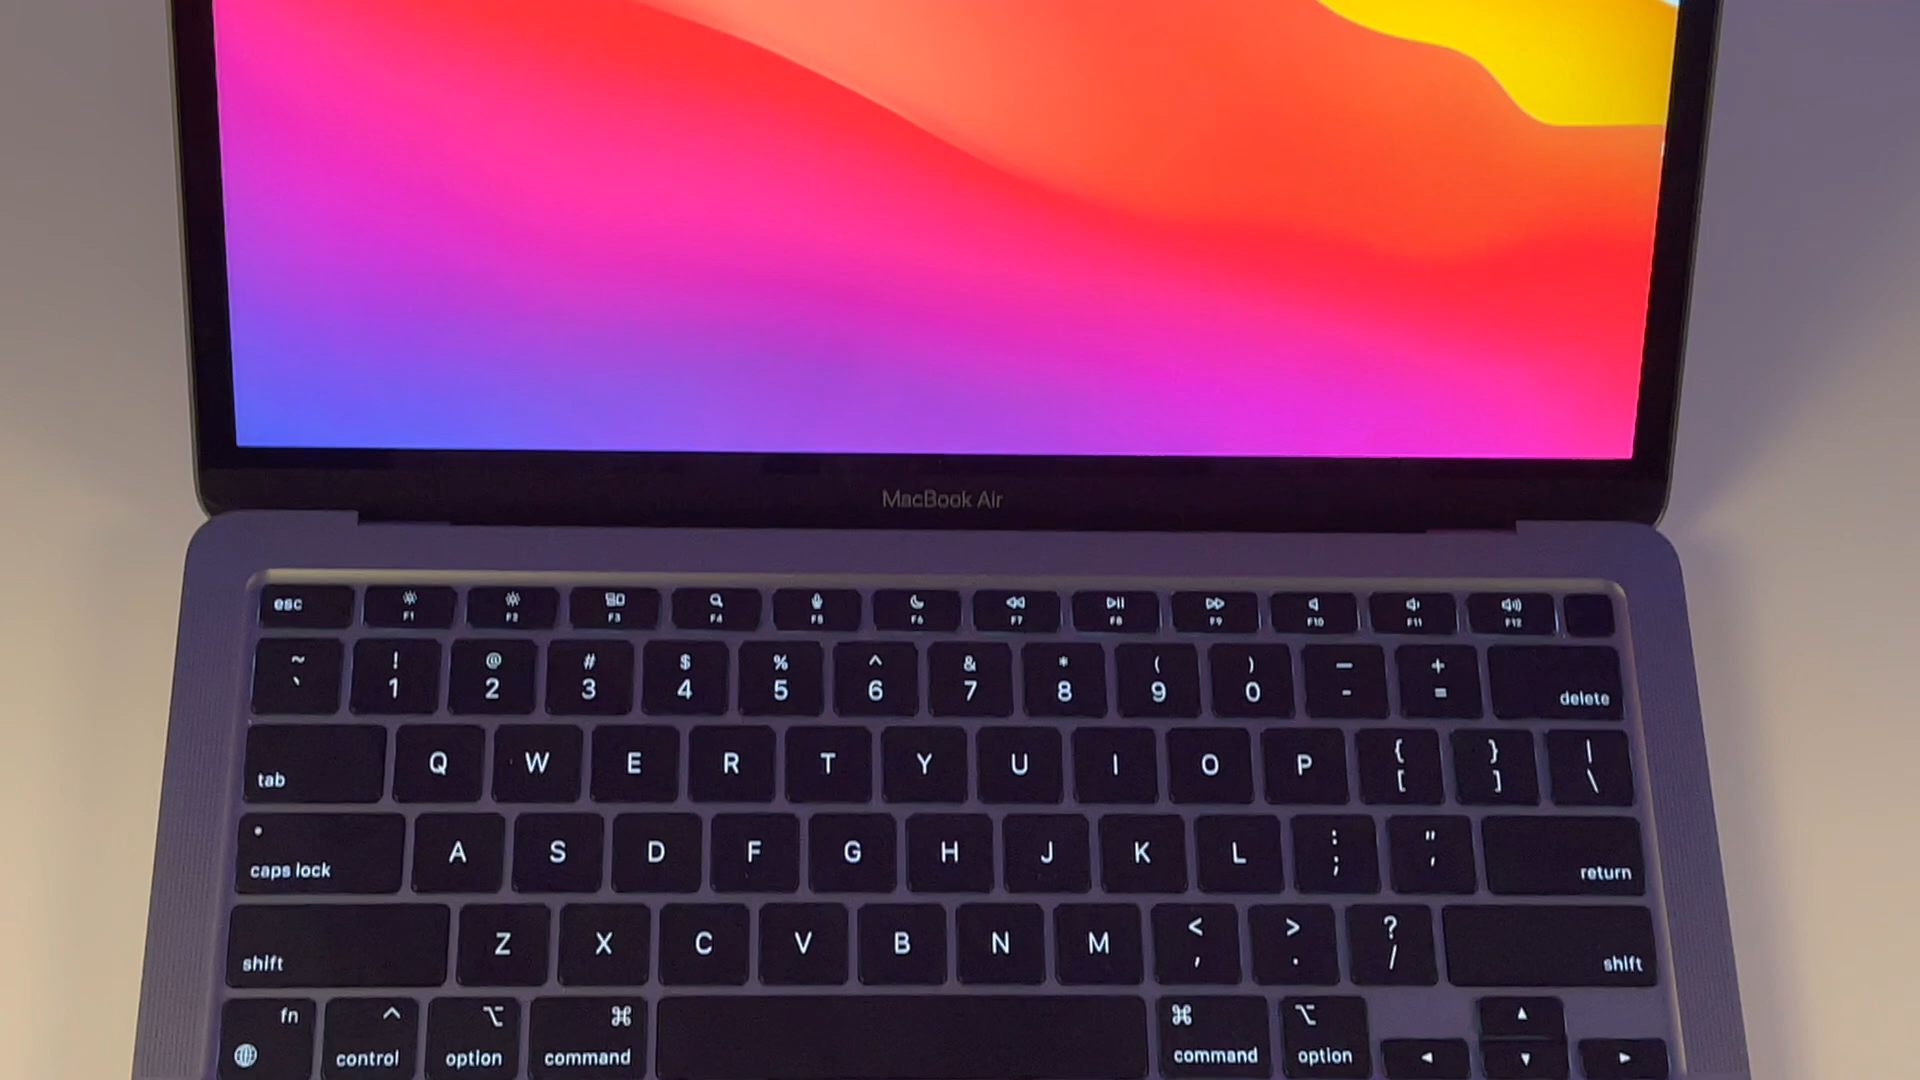 MacBook Air
esc F1 F2 F3 F4 F5 F6 F7 F8 F9 F10 F11 F12
~ ! @ # $ % ^ & * ( ) — +
` 1 2 3 4 5 6 7 8 9 0 - = delete
tab Q W E R T Y U I O P { [ } ] | \
caps lock A S D F G H J K L : ; " ' return
shift Z X C V B N M < , > . ? / shift
fn ^ ⌥ ⌘ ⌘ ⌥ ▲
control option command command option ◀ ▼ ▶